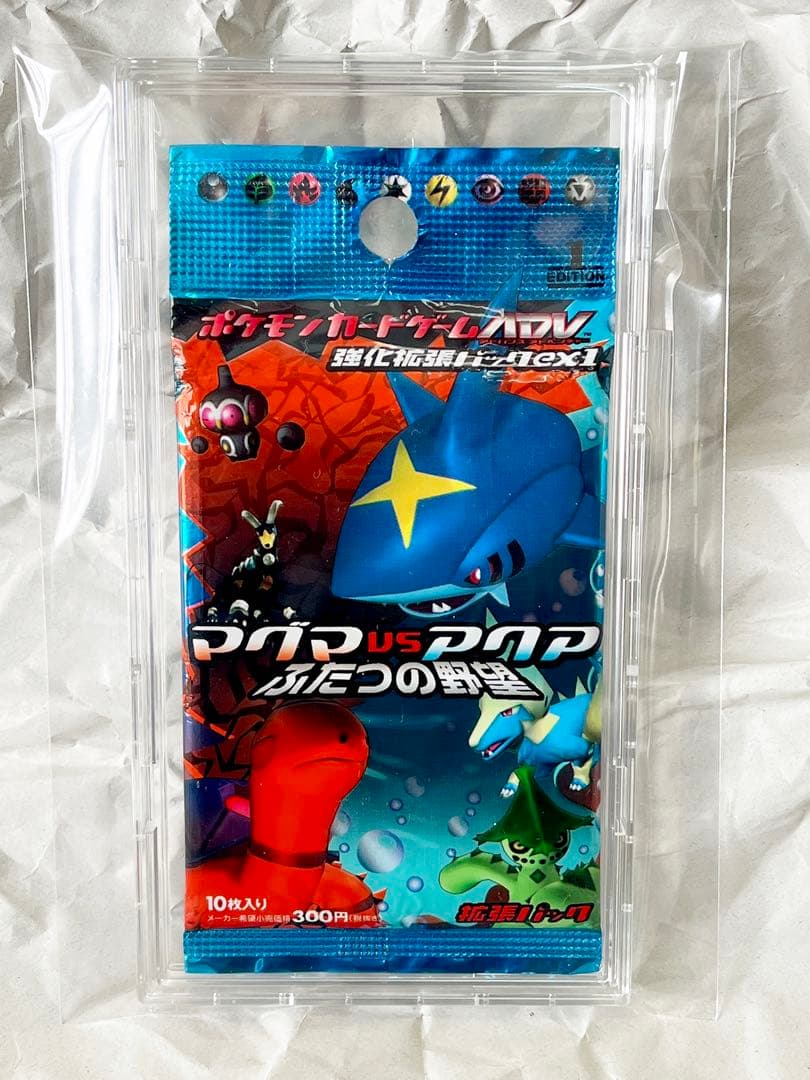 1
EDITION
ポケモンカードゲームADV
強化拡張パックex1
マグマVSアクア
ふたつの野望
10枚入り
メーカー希望小売価格 300円(税抜き)
拡張パック